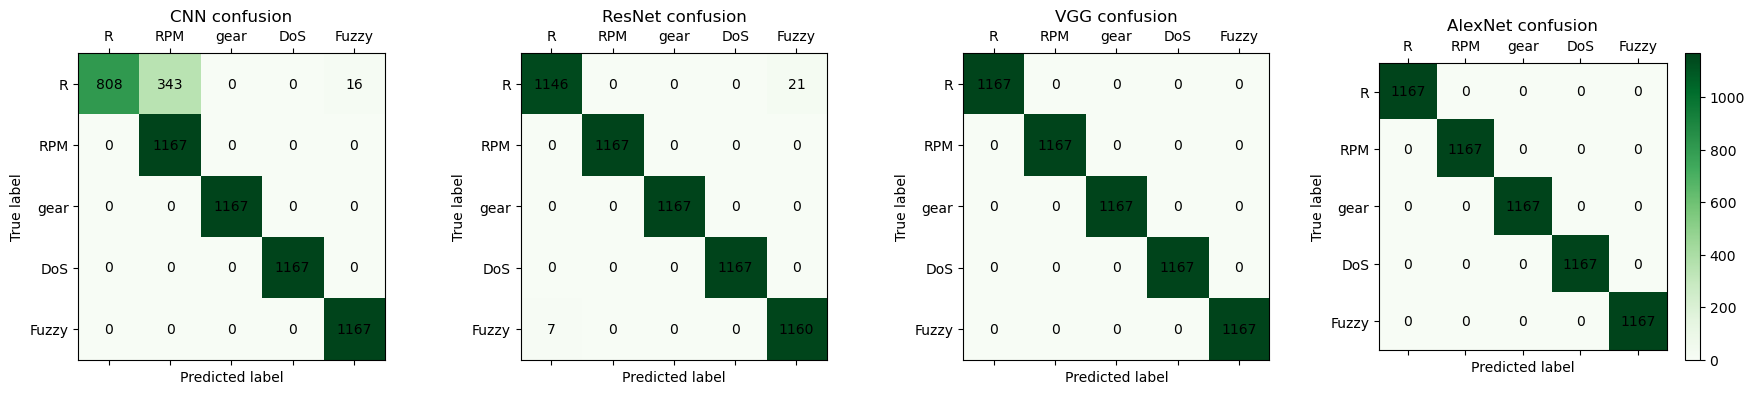 CNN confusion
R RPM gear DoS Fuzzy
R 808 343 0 0 16
RPM 0 1167 0 0 0
gear 0 0 1167 0 0
DoS 0 0 0 1167 0
Fuzzy 0 0 0 0 1167
True label
Predicted label
ResNet confusion
R RPM gear DoS Fuzzy
R 1146 0 0 0 21
RPM 0 1167 0 0 0
gear 0 0 1167 0 0
DoS 0 0 0 1167 0
Fuzzy 7 0 0 0 1160
True label
Predicted label
VGG confusion
R RPM gear DoS Fuzzy
R 1167 0 0 0 0
RPM 0 1167 0 0 0
gear 0 0 1167 0 0
DoS 0 0 0 1167 0
Fuzzy 0 0 0 0 1167
True label
Predicted label
AlexNet confusion
R RPM gear DoS Fuzzy
R 1167 0 0 0 0
RPM 0 1167 0 0 0
gear 0 0 1167 0 0
DoS 0 0 0 1167 0
Fuzzy 0 0 0 0 1167
True label
Predicted label
1000
800
600
400
200
0